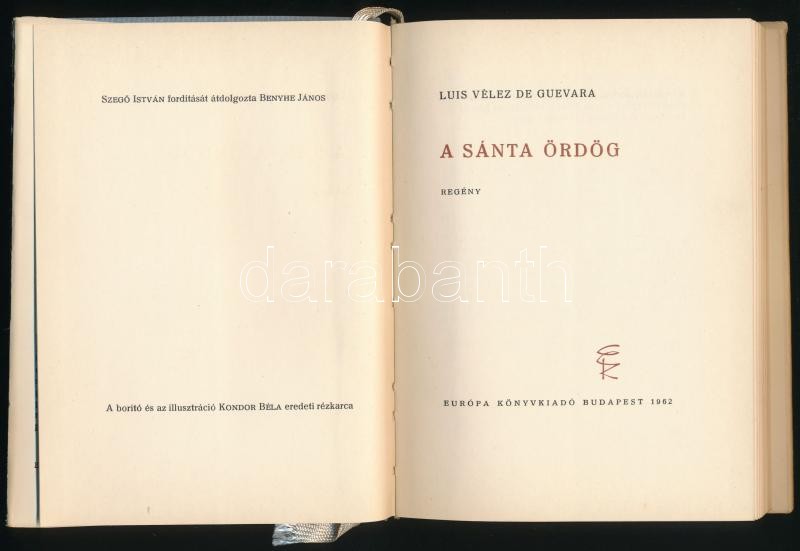 SZEGŐ ISTVÁN fordítását átdolgozta BENYHE JÁNOS
A borító és az illusztráció KONDOR BÉLA eredeti rézkarca
LUIS VÉLEZ DE GUEVARA
A SÁNTA ÖRDÖG
REGÉNY
EURÓPA KÖNYVKIADÓ BUDAPEST 1962
darabanth